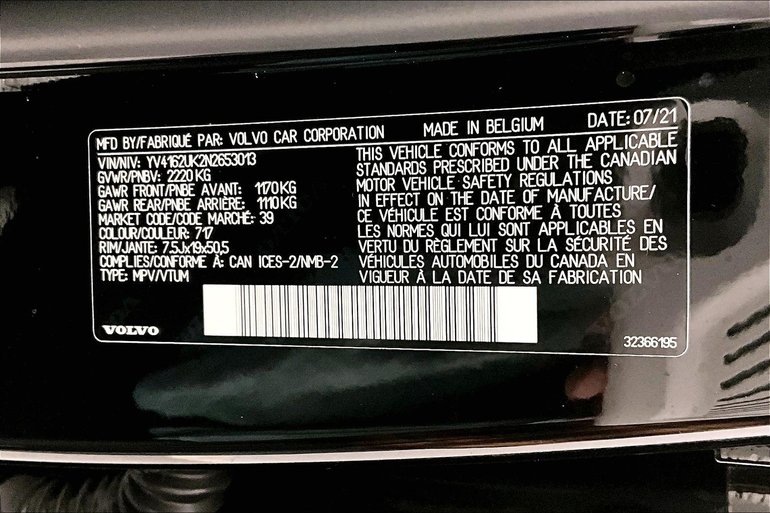 MFD BY/FABRIQUÉ PAR: VOLVO CAR CORPORATION MADE IN BELGIUM DATE: 07/21
VIN/NIV: YV4162UK2N2653013
GVWR/PNBV: 2220 KG
GAWR FRONT/PNBE AVANT: 1170 KG
GAWR REAR/PNBE ARRIÈRE: 1110 KG
MARKET CODE/CODE MARCHÉ: 39
COLOUR/COULEUR: 717
RIM/JANTE: 7.5Jx19x50,5
COMPLIES/CONFORME À: CAN ICES-2/NMB-2
TYPE: MPV/VTUM
THIS VEHICLE CONFORMS TO ALL APPLICABLE
STANDARDS PRESCRIBED UNDER THE CANADIAN
MOTOR VEHICLE SAFETY REGULATIONS
IN EFFECT ON THE DATE OF MANUFACTURE/
CE VÉHICULE EST CONFORME À TOUTES
LES NORMES QUI LUI SONT APPLICABLES EN
VERTU DU RÈGLEMENT SUR LA SÉCURITÉ DES
VÉHICULES AUTOMOBILES DU CANADA EN
VIGUEUR À LA DATE DE SA FABRICATION
VOLVO
32366195